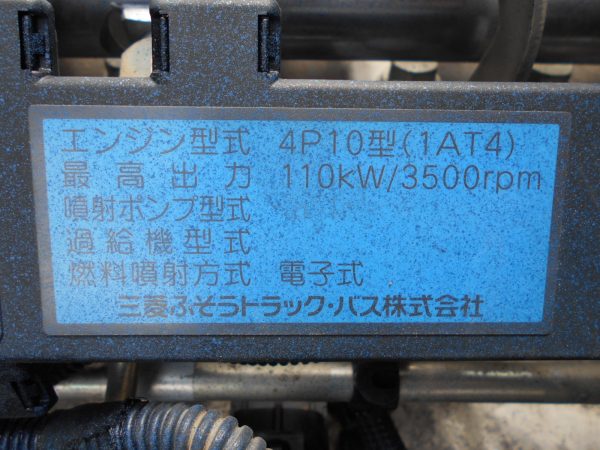 エンジン型式 4P10型(1AT4)
最高出力 110kW/3500rpm
噴射ポンプ型式
過給機型式
燃料噴射方式 電子式
三菱ふそうトラック・バス株式会社